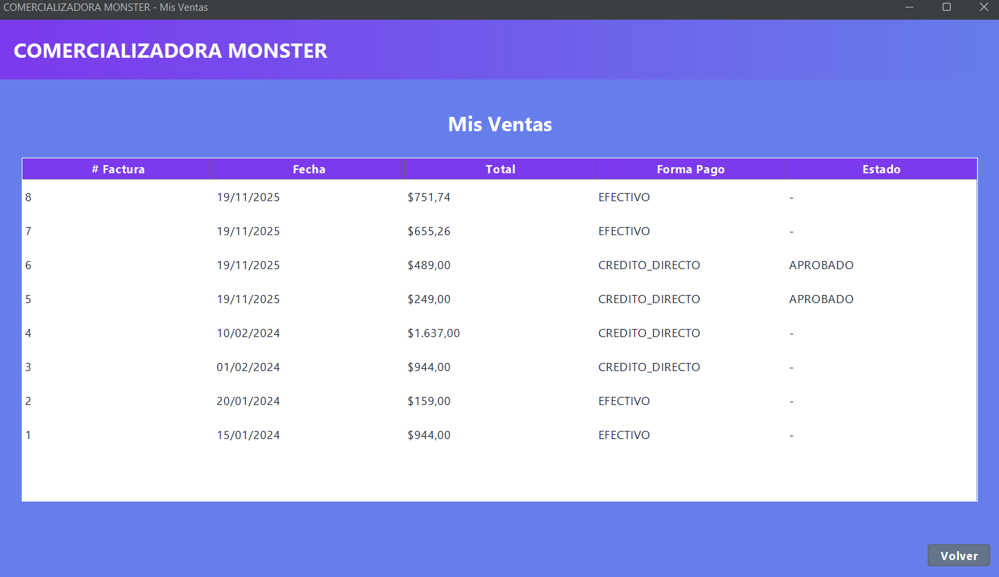 COMERCIALIZADORA MONSTER - Mis Ventas
COMERCIALIZADORA MONSTER
Mis Ventas
# Factura Fecha Total Forma Pago Estado
8 19/11/2025 $751,74 EFECTIVO -
7 19/11/2025 $655,26 EFECTIVO -
6 19/11/2025 $489,00 CREDITO_DIRECTO APROBADO
5 19/11/2025 $249,00 CREDITO_DIRECTO APROBADO
4 10/02/2024 $1.637,00 CREDITO_DIRECTO -
3 01/02/2024 $944,00 CREDITO_DIRECTO -
2 20/01/2024 $159,00 EFECTIVO -
1 15/01/2024 $944,00 EFECTIVO -
Volver